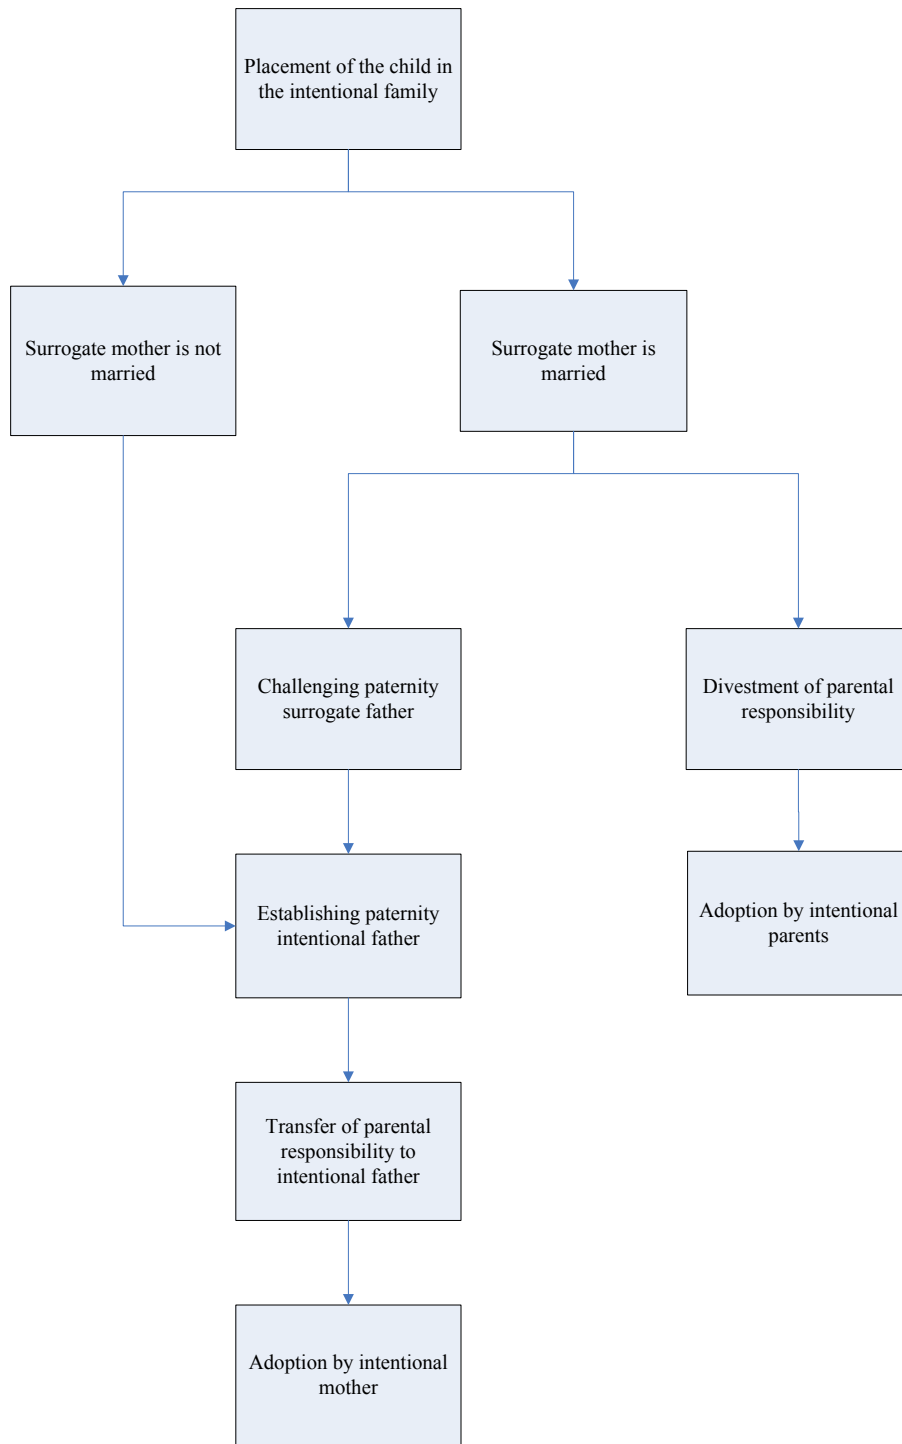 Placement of the child in
the intentional family
Surrogate mother is not
married
Surrogate mother is
married
Challenging paternity
surrogate father
Divestment of parental
responsibility
Establishing paternity
intentional father
Adoption by intentional
parents
Transfer of parental
responsibility to
intentional father
Adoption by intentional
mother